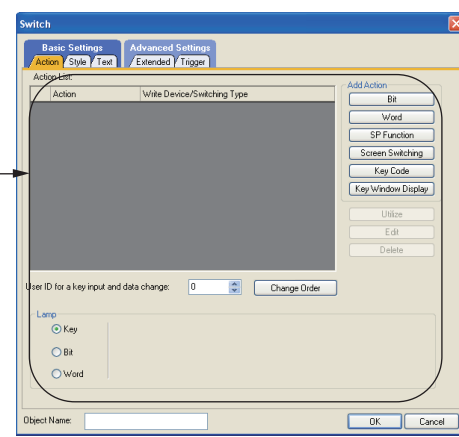 Switch
Basic Settings Advanced Settings
Action Style Text Extended Trigger
Action List:
Action Write Device/Switching Type
Add Action
Bit
Word
SP Function
Screen Switching
Key Code
Key Window Display
Utilize
Edit
Delete
User ID for a key input and data change: 0 Change Order
Lamp
Key
Bit
Word
Object Name: OK Cancel